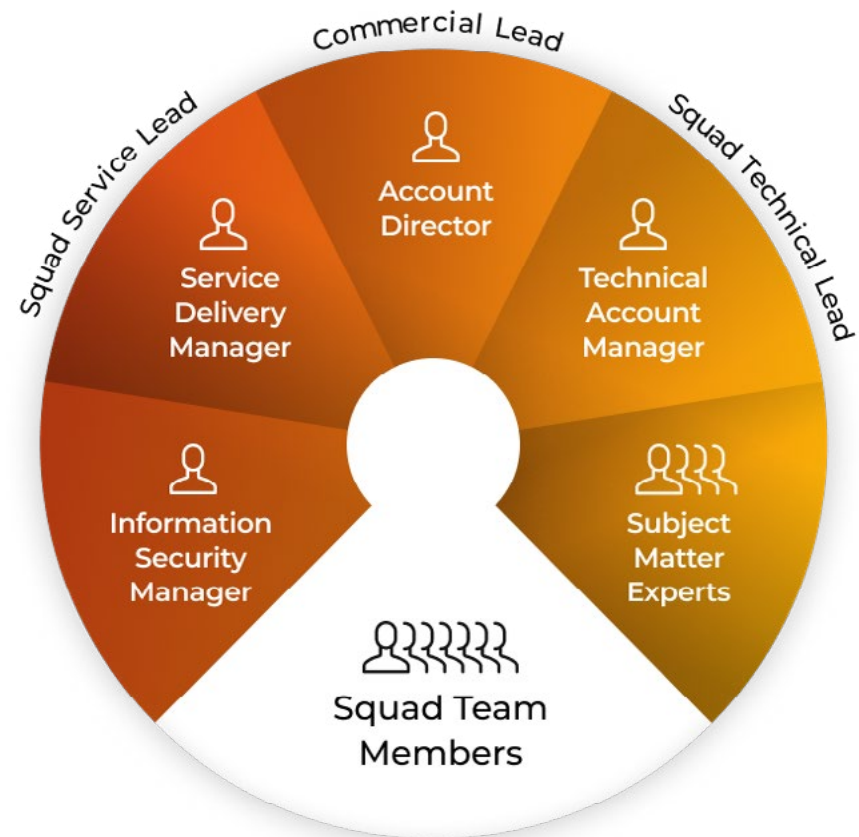 Commercial Lead
Squad Service Lead
Squad Technical Lead
Account
Director
Service
Delivery
Manager
Technical
Account
Manager
Information
Security
Manager
Subject
Matter
Experts
Squad Team
Members